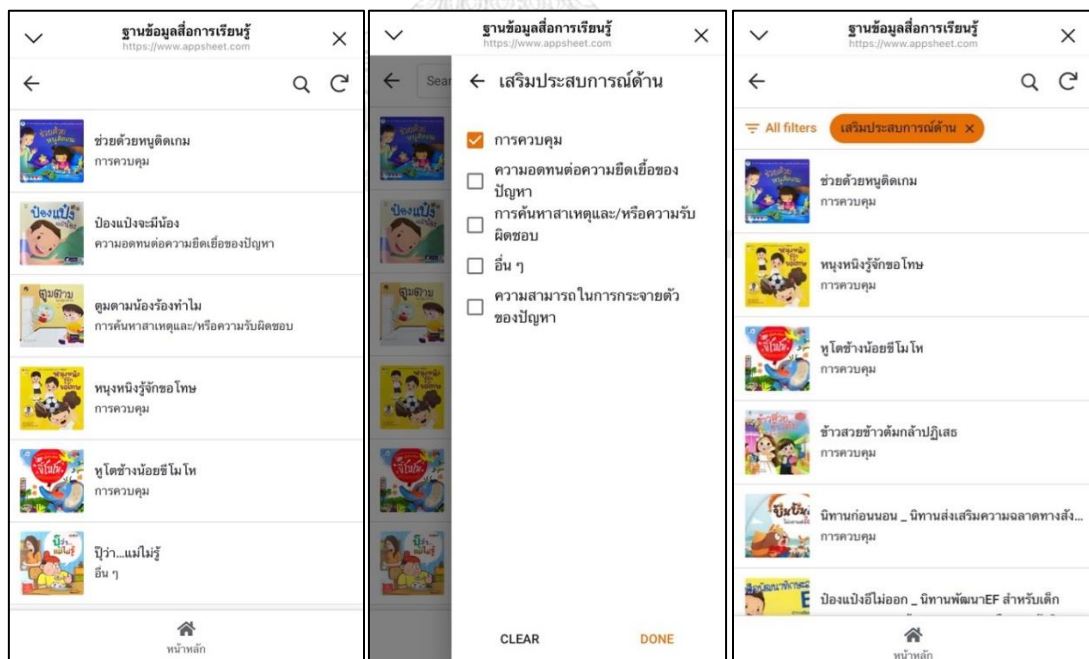 ฐานข้อมูลสื่อการเรียนรู้
https://www.appsheet.com
ช่วยด้วยหนูติดเกม
การควบคุม
ป๋องแป๋งจะมีน้อง
ความอดทนต่อความยืดเยื้อของปัญหา
ตูมตามน้องร้องทำไม
การค้นหาสาเหตุและ/หรือความรับผิดชอบ
หนุงหนิงรู้จักขอโทษ
การควบคุม
หูโตช้างน้อยขี้โมโห
การควบคุม
ปุ๊ว่า...แม่ไม่รู้
อื่น ๆ
หน้าหลัก
ฐานข้อมูลสื่อการเรียนรู้
https://www.appsheet.com
Sear
เสริมประสบการณ์ด้าน
การควบคุม
ความอดทนต่อความยืดเยื้อของ
ปัญหา
การค้นหาสาเหตุและ/หรือความรับ
ผิดชอบ
อื่น ๆ
ความสามารถในการกระจายตัว
ของปัญหา
CLEAR DONE
ฐานข้อมูลสื่อการเรียนรู้
https://www.appsheet.com
All filters เสริมประสบการณ์ด้าน
ช่วยด้วยหนูติดเกม
การควบคุม
หนุงหนิงรู้จักขอโทษ
การควบคุม
หูโตช้างน้อยขี้โมโห
การควบคุม
ข้าวสวยข้าวต้มกล้าปฏิเสธ
การควบคุม
นิทานก่อนนอน _ นิทานส่งเสริมความฉลาดทางสัง...
การควบคุม
ป๋องแป๋งอึไม่ออก _ นิทานพัฒนาEF สำหรับเด็ก
หน้าหลัก